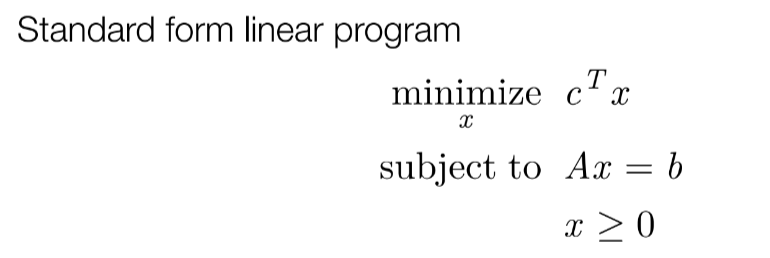 Standard form linear program
minimize c^T x
x
subject to Ax = b
x ≥ 0